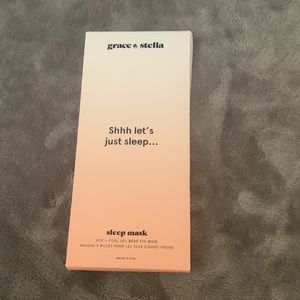 grace & stella
Shhh let's
just sleep...
sleep mask
HOT + COOL GEL BEAD EYE MASK
MASQUE À BILLES POUR LES YEUX (CHAUD-FROID)